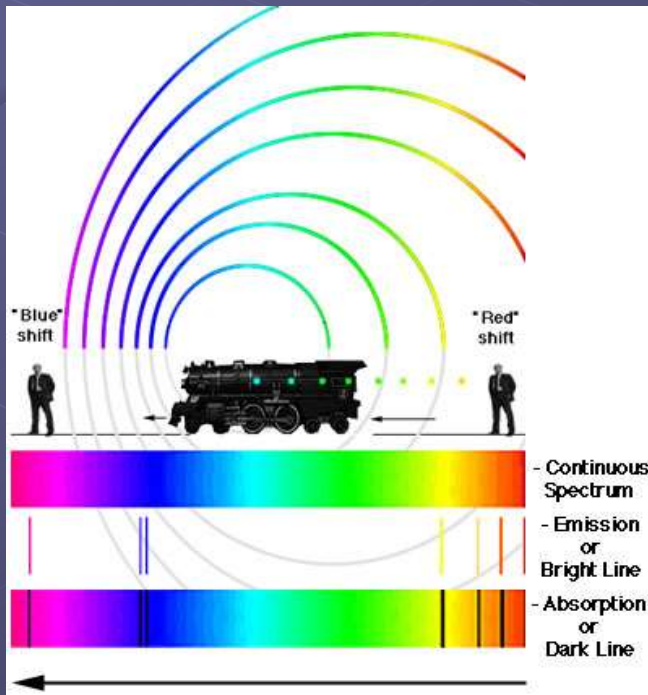 "Blue"
shift
"Red"
shift
- Continuous
Spectrum
- Emission
or
Bright Line
- Absorption
or
Dark Line